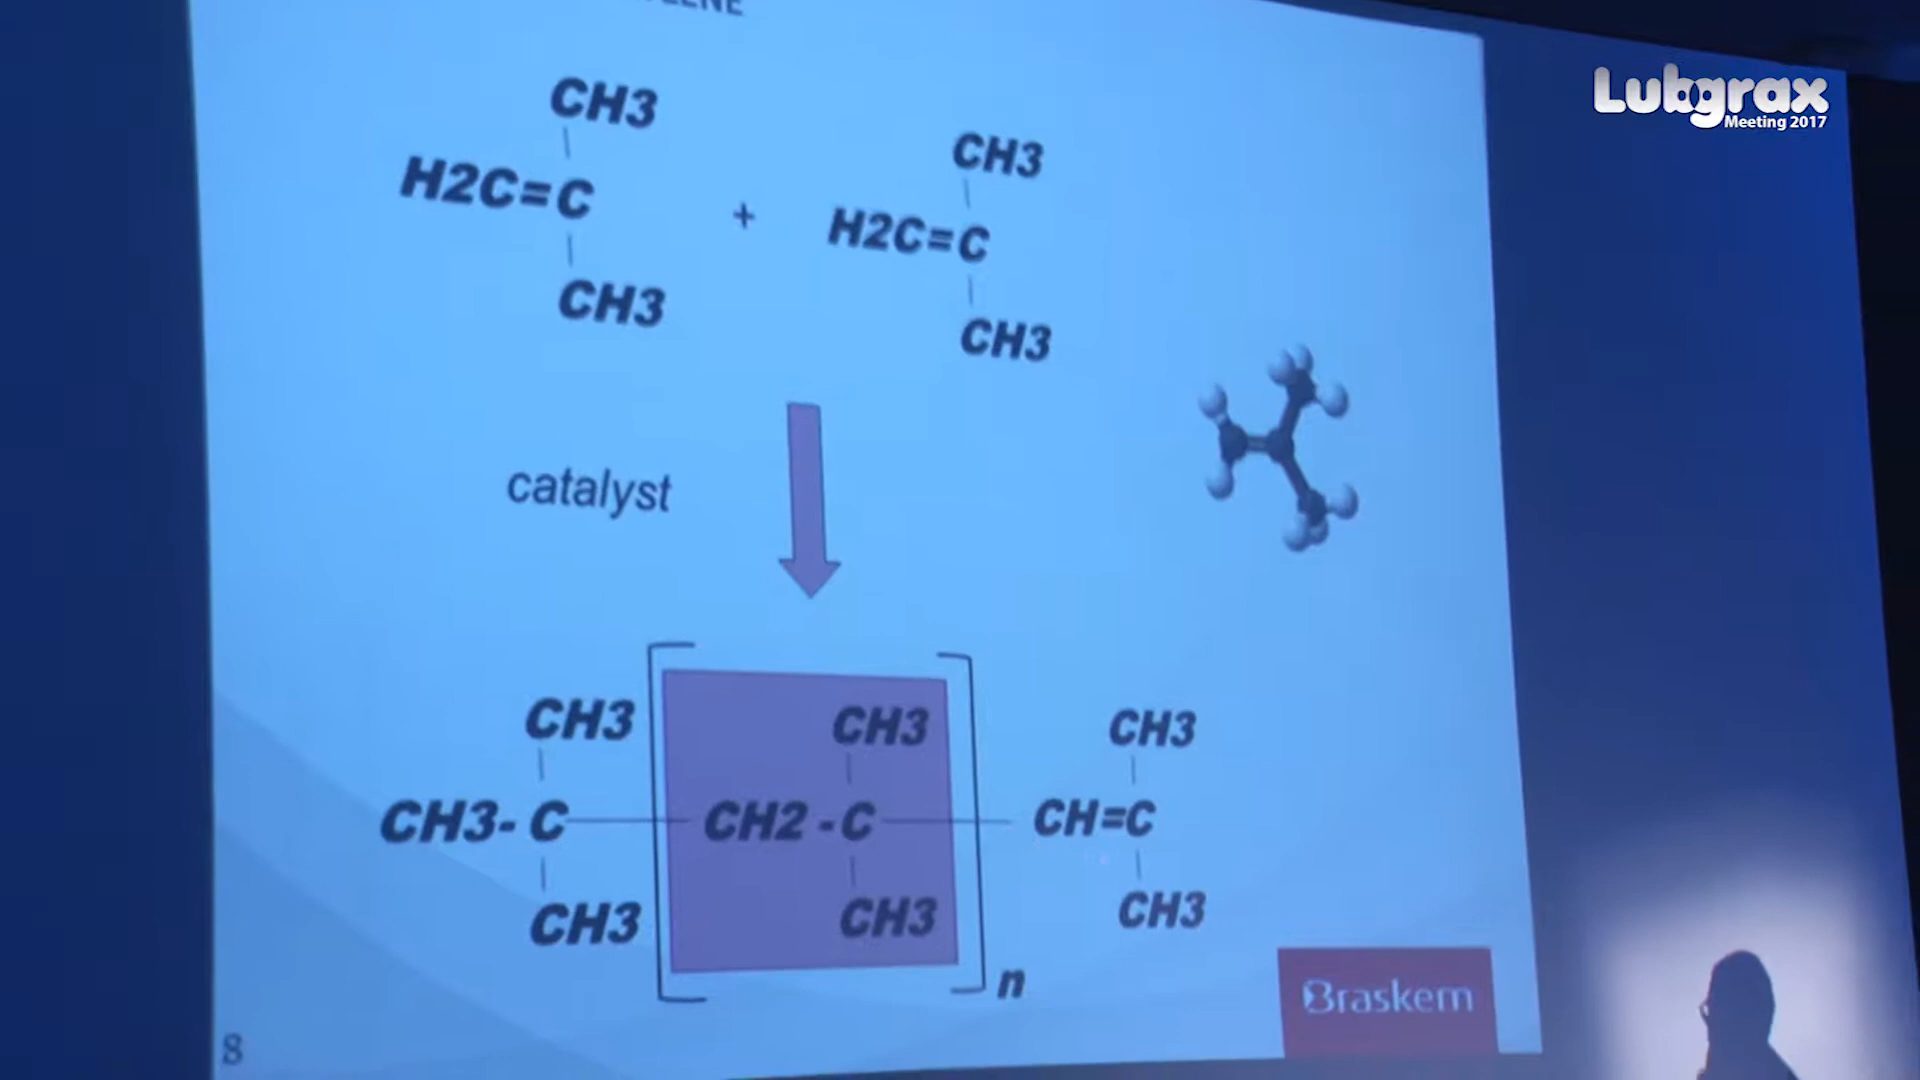 CH3
H2C=C
CH3
+
CH3
H2C=C
CH3
catalyst
CH3
CH3- C
CH3
CH3
CH2 - C
CH3
n
CH3
CH=C
CH3
8
Braskem
Lubgrax
Meeting 2017